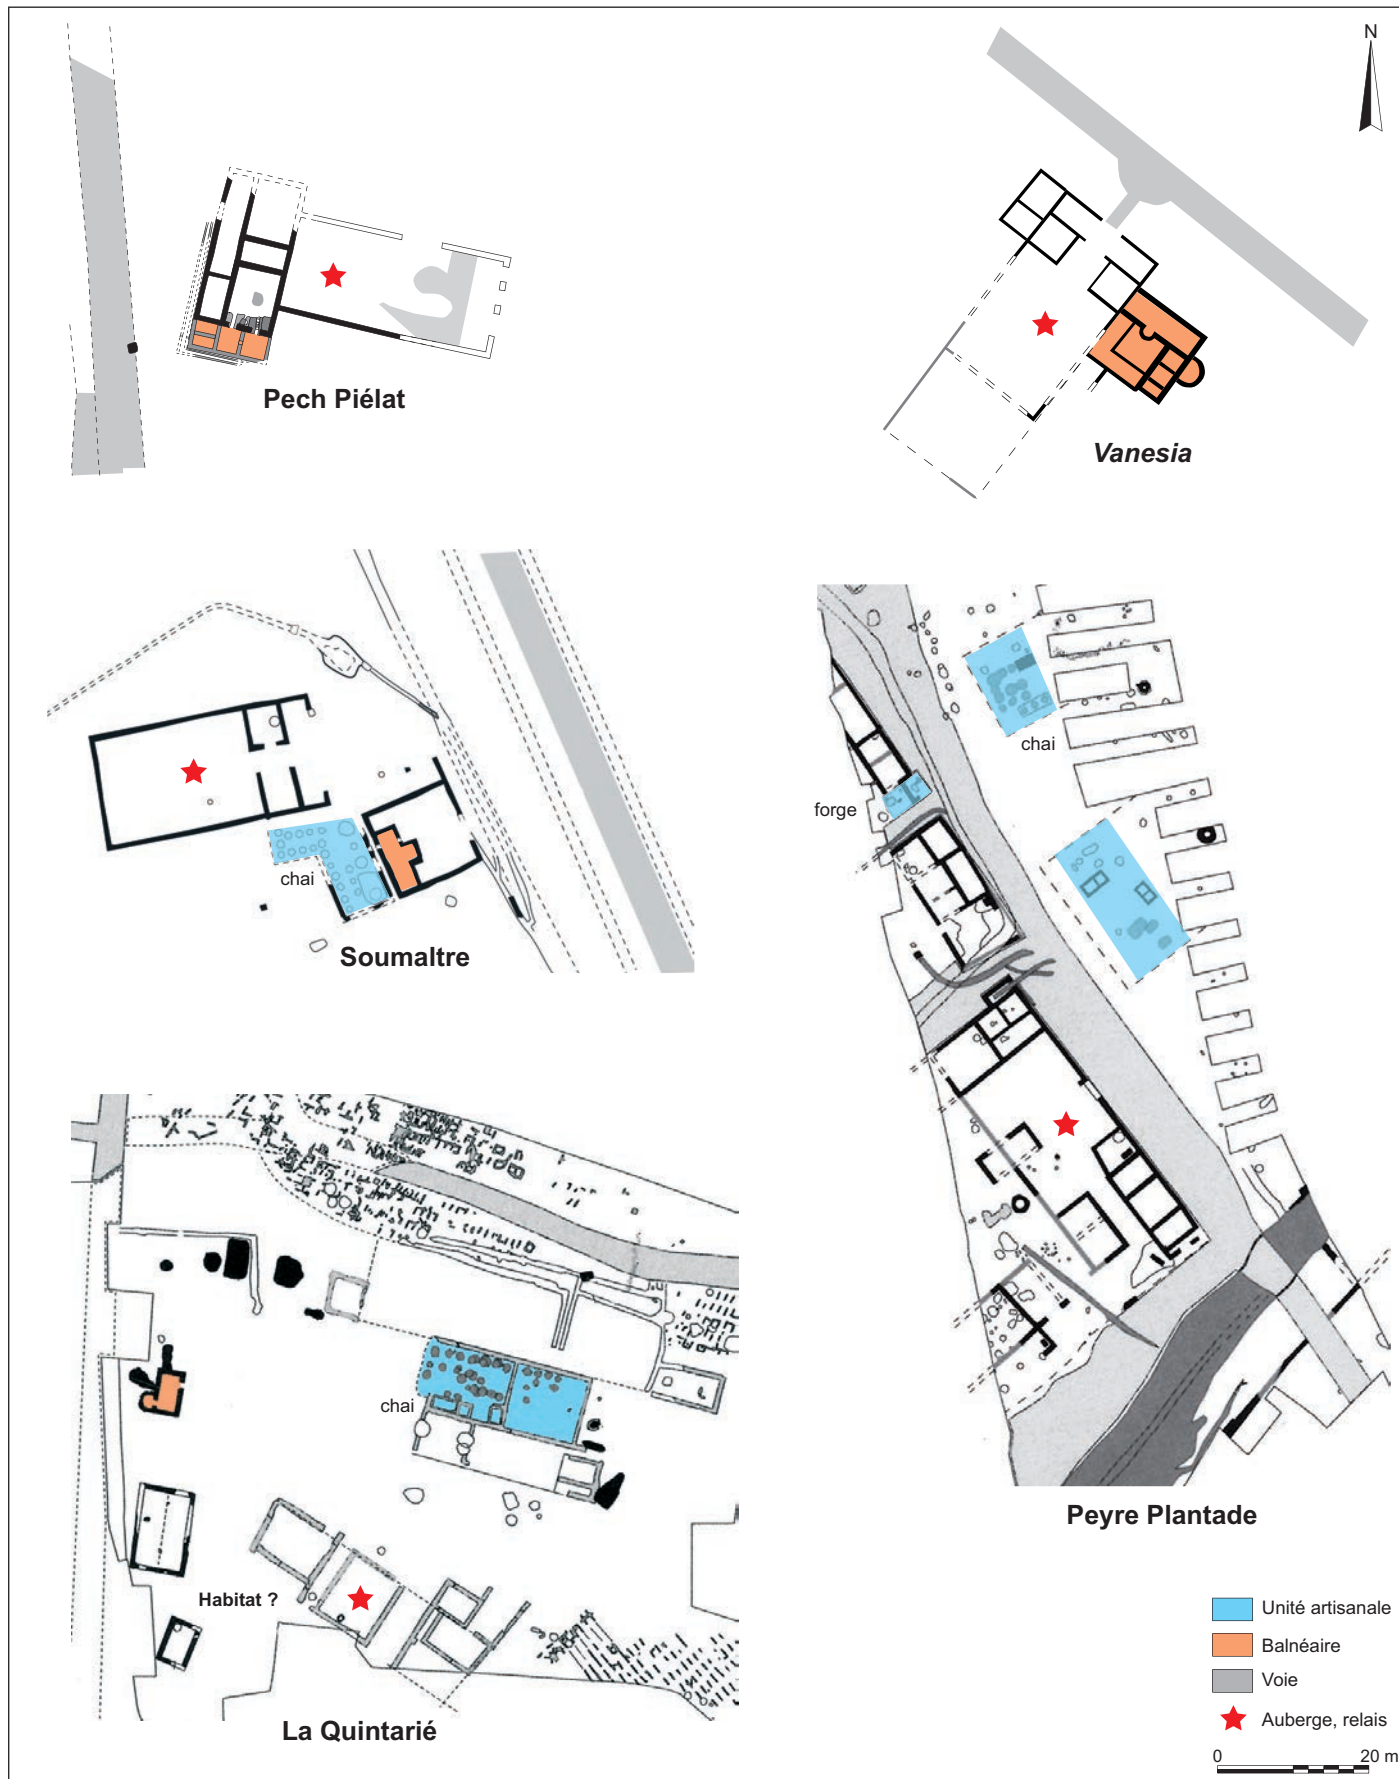 N
Pech Piélat
Vanesia
chai
Soumaltre
chai
forge
Peyre Plantade
chai
Habitat ?
La Quintarié
Unité artisanale
Balnéaire
Voie
Auberge, relais
0 20 m